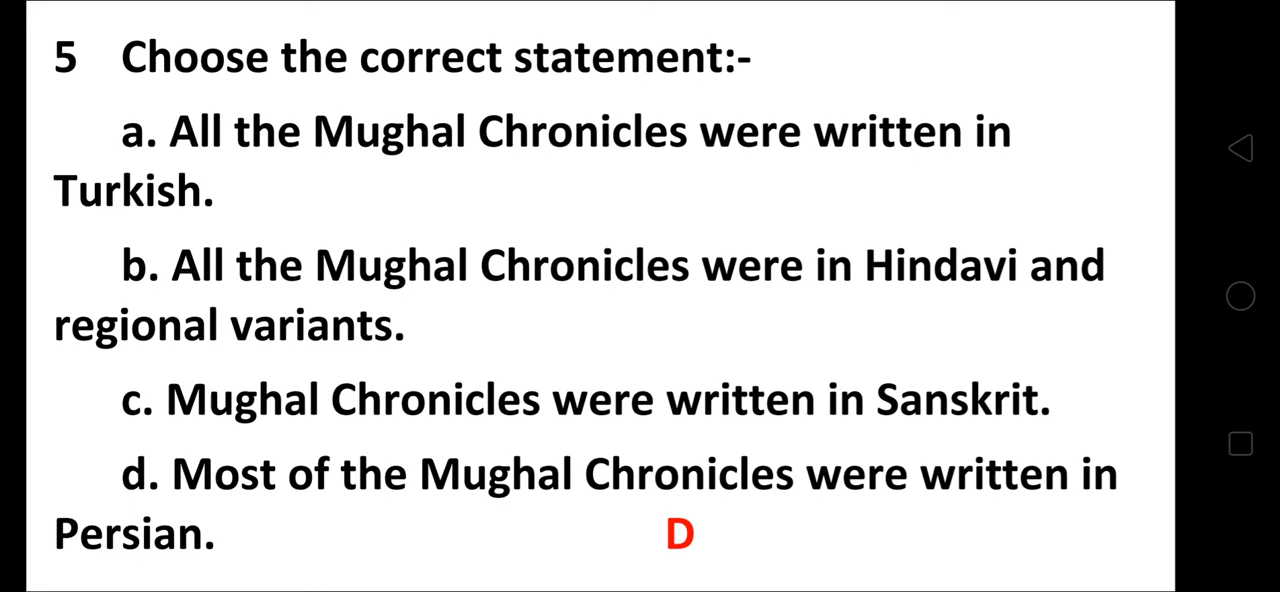 5 Choose the correct statement:-
a. All the Mughal Chronicles were written in
Turkish.
b. All the Mughal Chronicles were in Hindavi and
regional variants.
c. Mughal Chronicles were written in Sanskrit.
d. Most of the Mughal Chronicles were written in
Persian. D